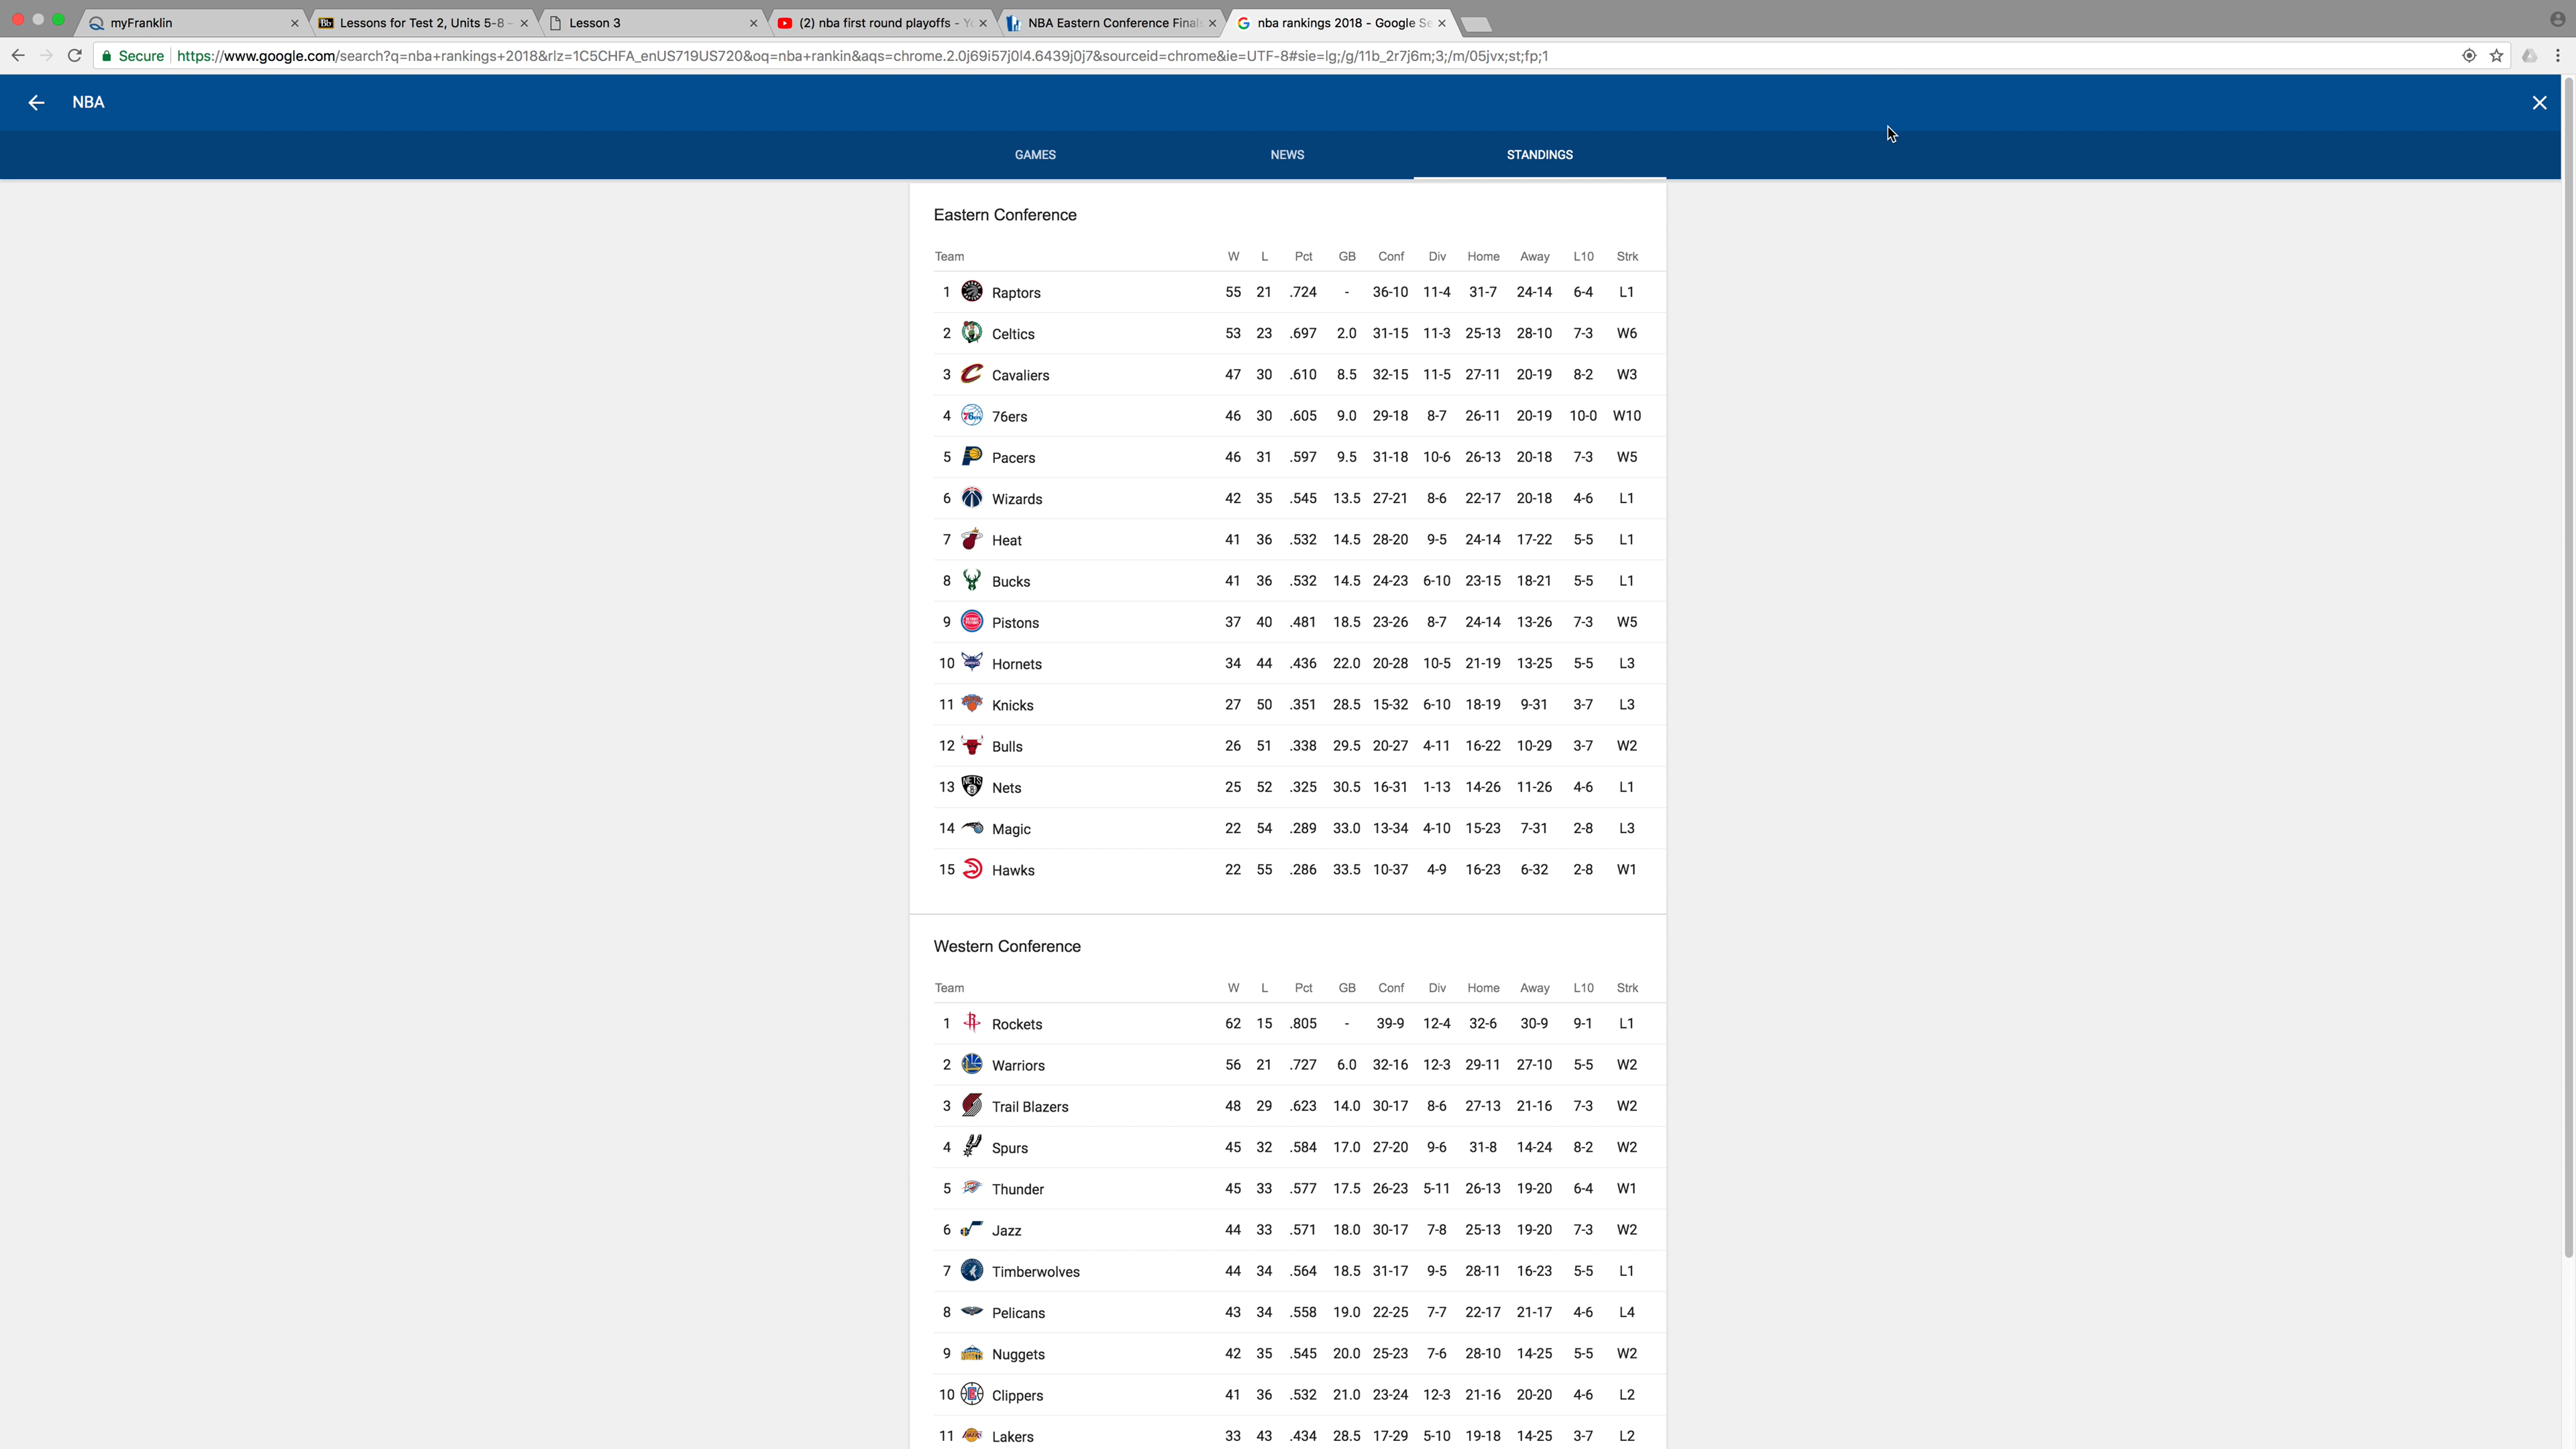 myFranklin
Lessons for Test 2, Units 5-8 -
Lesson 3
(2) nba first round playoffs - Yo
NBA Eastern Conference Finals
nba rankings 2018 - Google Se
Secure https://www.google.com/search?q=nba+rankings+2018&rlz=1C5CHFA_enUS719US720&oq=nba+rankin&aqs=chrome.2.0j69i57j0l4.6439j0j7&sourceid=chrome&ie=UTF-8#sie=lg;/g/11b_2r7j6m;3;/m/05jvx;st;fp;1
NBA
GAMES NEWS STANDINGS
Eastern Conference
Team W L Pct GB Conf Div Home Away L10 Strk
1 Raptors 55 21 .724 - 36-10 11-4 31-7 24-14 6-4 L1
2 Celtics 53 23 .697 2.0 31-15 11-3 25-13 28-10 7-3 W6
3 Cavaliers 47 30 .610 8.5 32-15 11-5 27-11 20-19 8-2 W3
4 76ers 46 30 .605 9.0 29-18 8-7 26-11 20-19 10-0 W10
5 Pacers 46 31 .597 9.5 31-18 10-6 26-13 20-18 7-3 W5
6 Wizards 42 35 .545 13.5 27-21 8-6 22-17 20-18 4-6 L1
7 Heat 41 36 .532 14.5 28-20 9-5 24-14 17-22 5-5 L1
8 Bucks 41 36 .532 14.5 24-23 6-10 23-15 18-21 5-5 L1
9 Pistons 37 40 .481 18.5 23-26 8-7 24-14 13-26 7-3 W5
10 Hornets 34 44 .436 22.0 20-28 10-5 21-19 13-25 5-5 L3
11 Knicks 27 50 .351 28.5 15-32 6-10 18-19 9-31 3-7 L3
12 Bulls 26 51 .338 29.5 20-27 4-11 16-22 10-29 3-7 W2
13 Nets 25 52 .325 30.5 16-31 1-13 14-26 11-26 4-6 L1
14 Magic 22 54 .289 33.0 13-34 4-10 15-23 7-31 2-8 L3
15 Hawks 22 55 .286 33.5 10-37 4-9 16-23 6-32 2-8 W1
Western Conference
Team W L Pct GB Conf Div Home Away L10 Strk
1 Rockets 62 15 .805 - 39-9 12-4 32-6 30-9 9-1 L1
2 Warriors 56 21 .727 6.0 32-16 12-3 29-11 27-10 5-5 W2
3 Trail Blazers 48 29 .623 14.0 30-17 8-6 27-13 21-16 7-3 W2
4 Spurs 45 32 .584 17.0 27-20 9-6 31-8 14-24 8-2 W2
5 Thunder 45 33 .577 17.5 26-23 5-11 26-13 19-20 6-4 W1
6 Jazz 44 33 .571 18.0 30-17 7-8 25-13 19-20 7-3 W2
7 Timberwolves 44 34 .564 18.5 31-17 9-5 28-11 16-23 5-5 L1
8 Pelicans 43 34 .558 19.0 22-25 7-7 22-17 21-17 4-6 L4
9 Nuggets 42 35 .545 20.0 25-23 7-6 28-10 14-25 5-5 W2
10 Clippers 41 36 .532 21.0 23-24 12-3 21-16 20-20 4-6 L2
11 Lakers 33 43 .434 28.5 17-29 5-10 19-18 14-25 3-7 L2